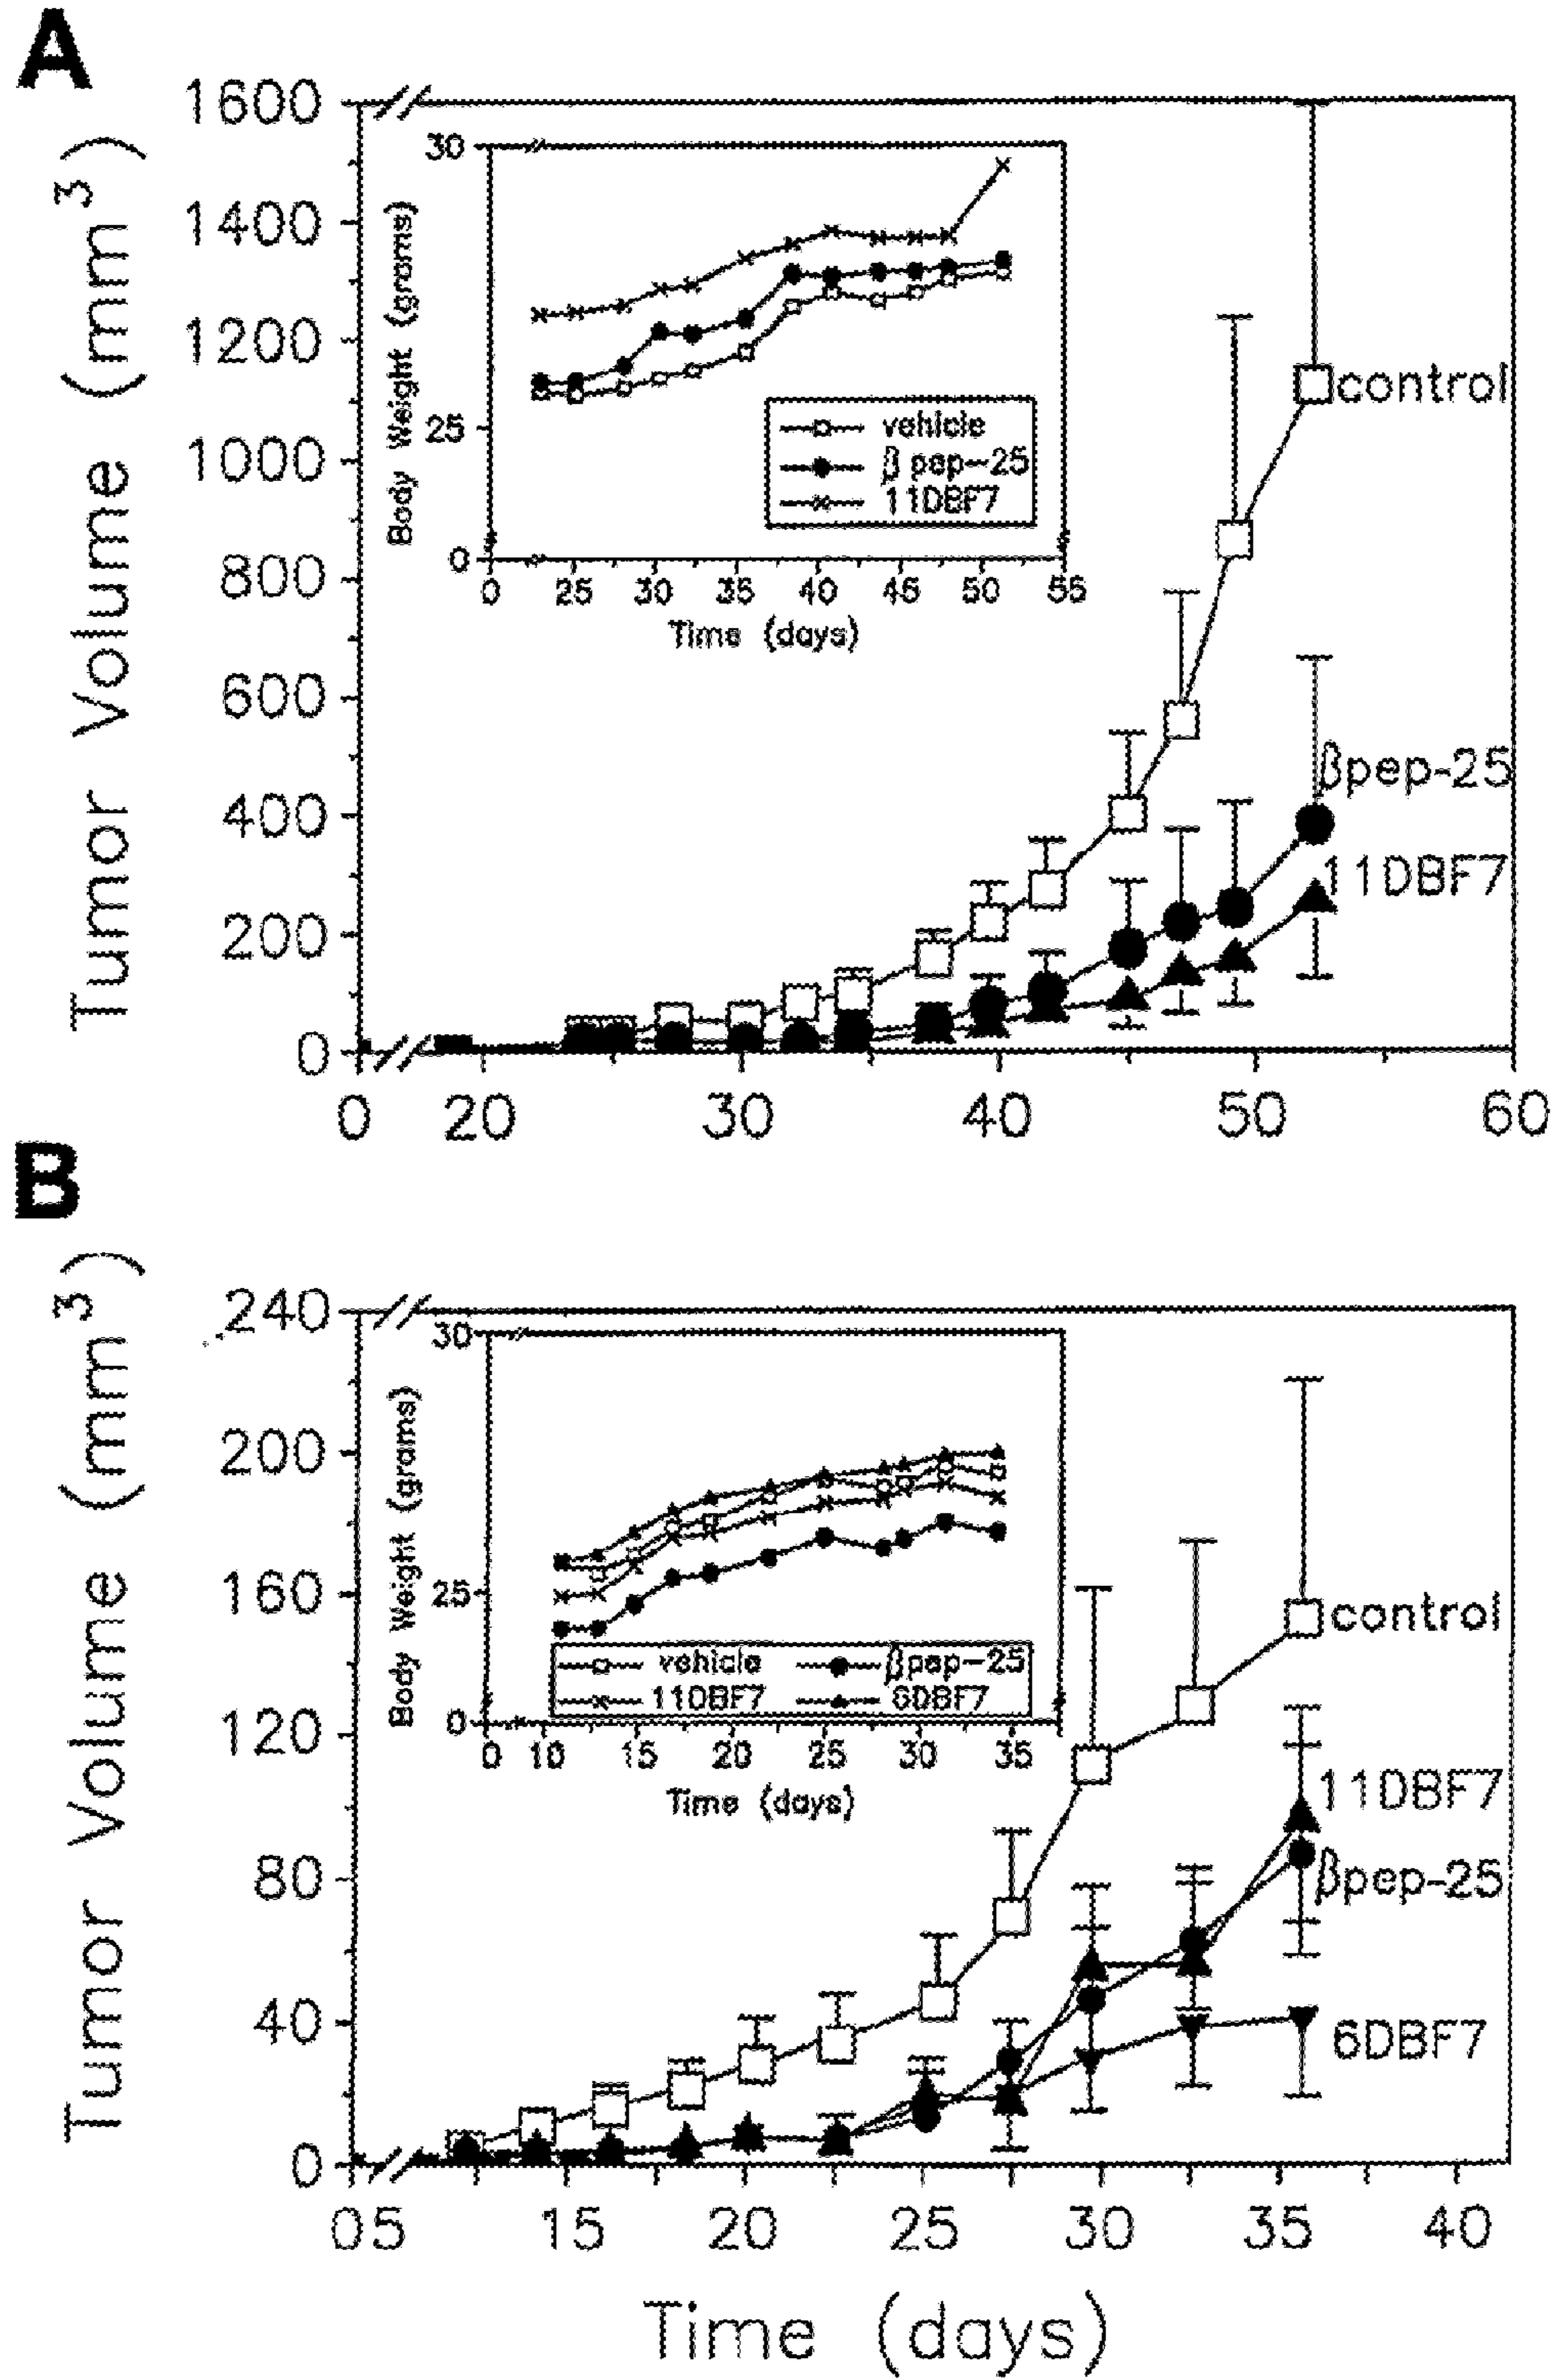 A
1600
1400
1200
1000
800
600
400
200
0
Tumor Volume (mm³)
0 20 30 40 50 60
control
βpep-25
11DBF7
30
25
0
Body Weight (grams)
vehicle
β pep-25
11DBF7
0 25 30 35 40 45 50 55
Time (days)
B
240
200
160
120
80
40
0
Tumor Volume (mm³)
05 15 20 25 30 35 40
Time (days)
control
11DBF7
βpep-25
6DBF7
30
25
0
Body Weight (grams)
vehicle βpep-25
11DBF7 6DBF7
0 10 15 20 25 30 35
Time (days)